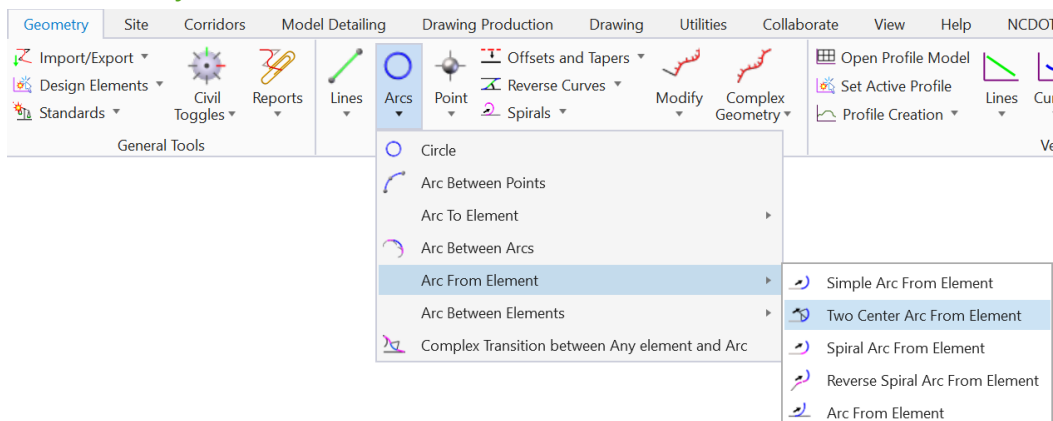 Geometry Site Corridors Model Detailing Drawing Production Drawing Utilities Collaborate View Help NCDOT
Import/Export
Design Elements
Standards
Civil
Toggles
Reports
General Tools
Lines
Arcs
Point
Offsets and Tapers
Reverse Curves
Spirals
Modify
Complex
Geometry
Open Profile Model
Set Active Profile
Profile Creation
Lines
Circle
Arc Between Points
Arc To Element
Arc Between Arcs
Arc From Element
Arc Between Elements
Complex Transition between Any element and Arc
Simple Arc From Element
Two Center Arc From Element
Spiral Arc From Element
Reverse Spiral Arc From Element
Arc From Element